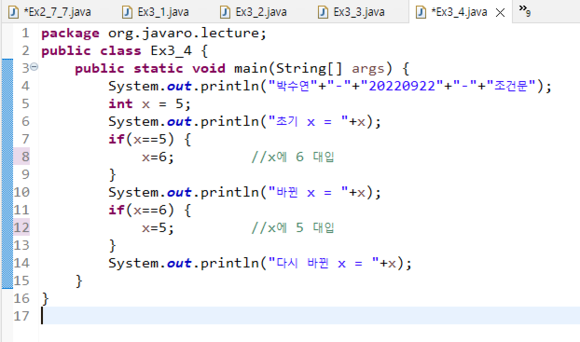 *Ex2_7_7.java Ex3_1.java Ex3_2.java Ex3_3.java *Ex3_4.java »9
1 package org.javaro.lecture;
2 public class Ex3_4 {
3 public static void main(String[] args) {
4 System.out.println("박수연"+"-"+"20220922"+"-"+"조건문");
5 int x = 5;
6 System.out.println("초기 x = "+x);
7 if(x==5) {
8 x=6; //x에 6 대입
9 }
10 System.out.println("바뀐 x = "+x);
11 if(x==6) {
12 x=5; //x에 5 대입
13 }
14 System.out.println("다시 바뀐 x = "+x);
15 }
16 }
17